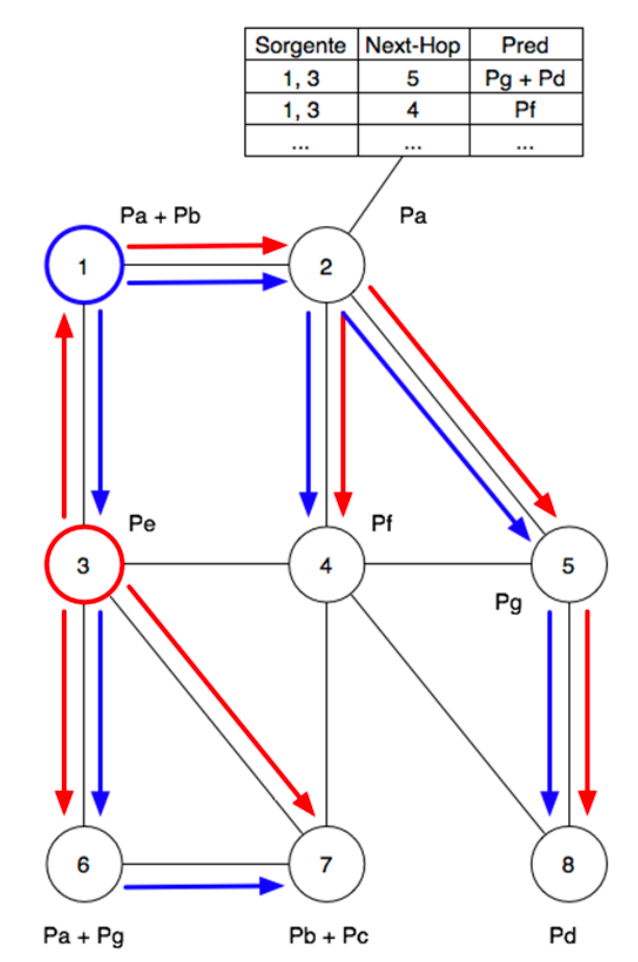 Sorgente Next-Hop Pred
1, 3 5 Pg + Pd
1, 3 4 Pf
... ... ...
Pa + Pb Pa
1 2
Pe Pf
3 4 5
Pg
6 7 8
Pa + Pg Pb + Pc Pd